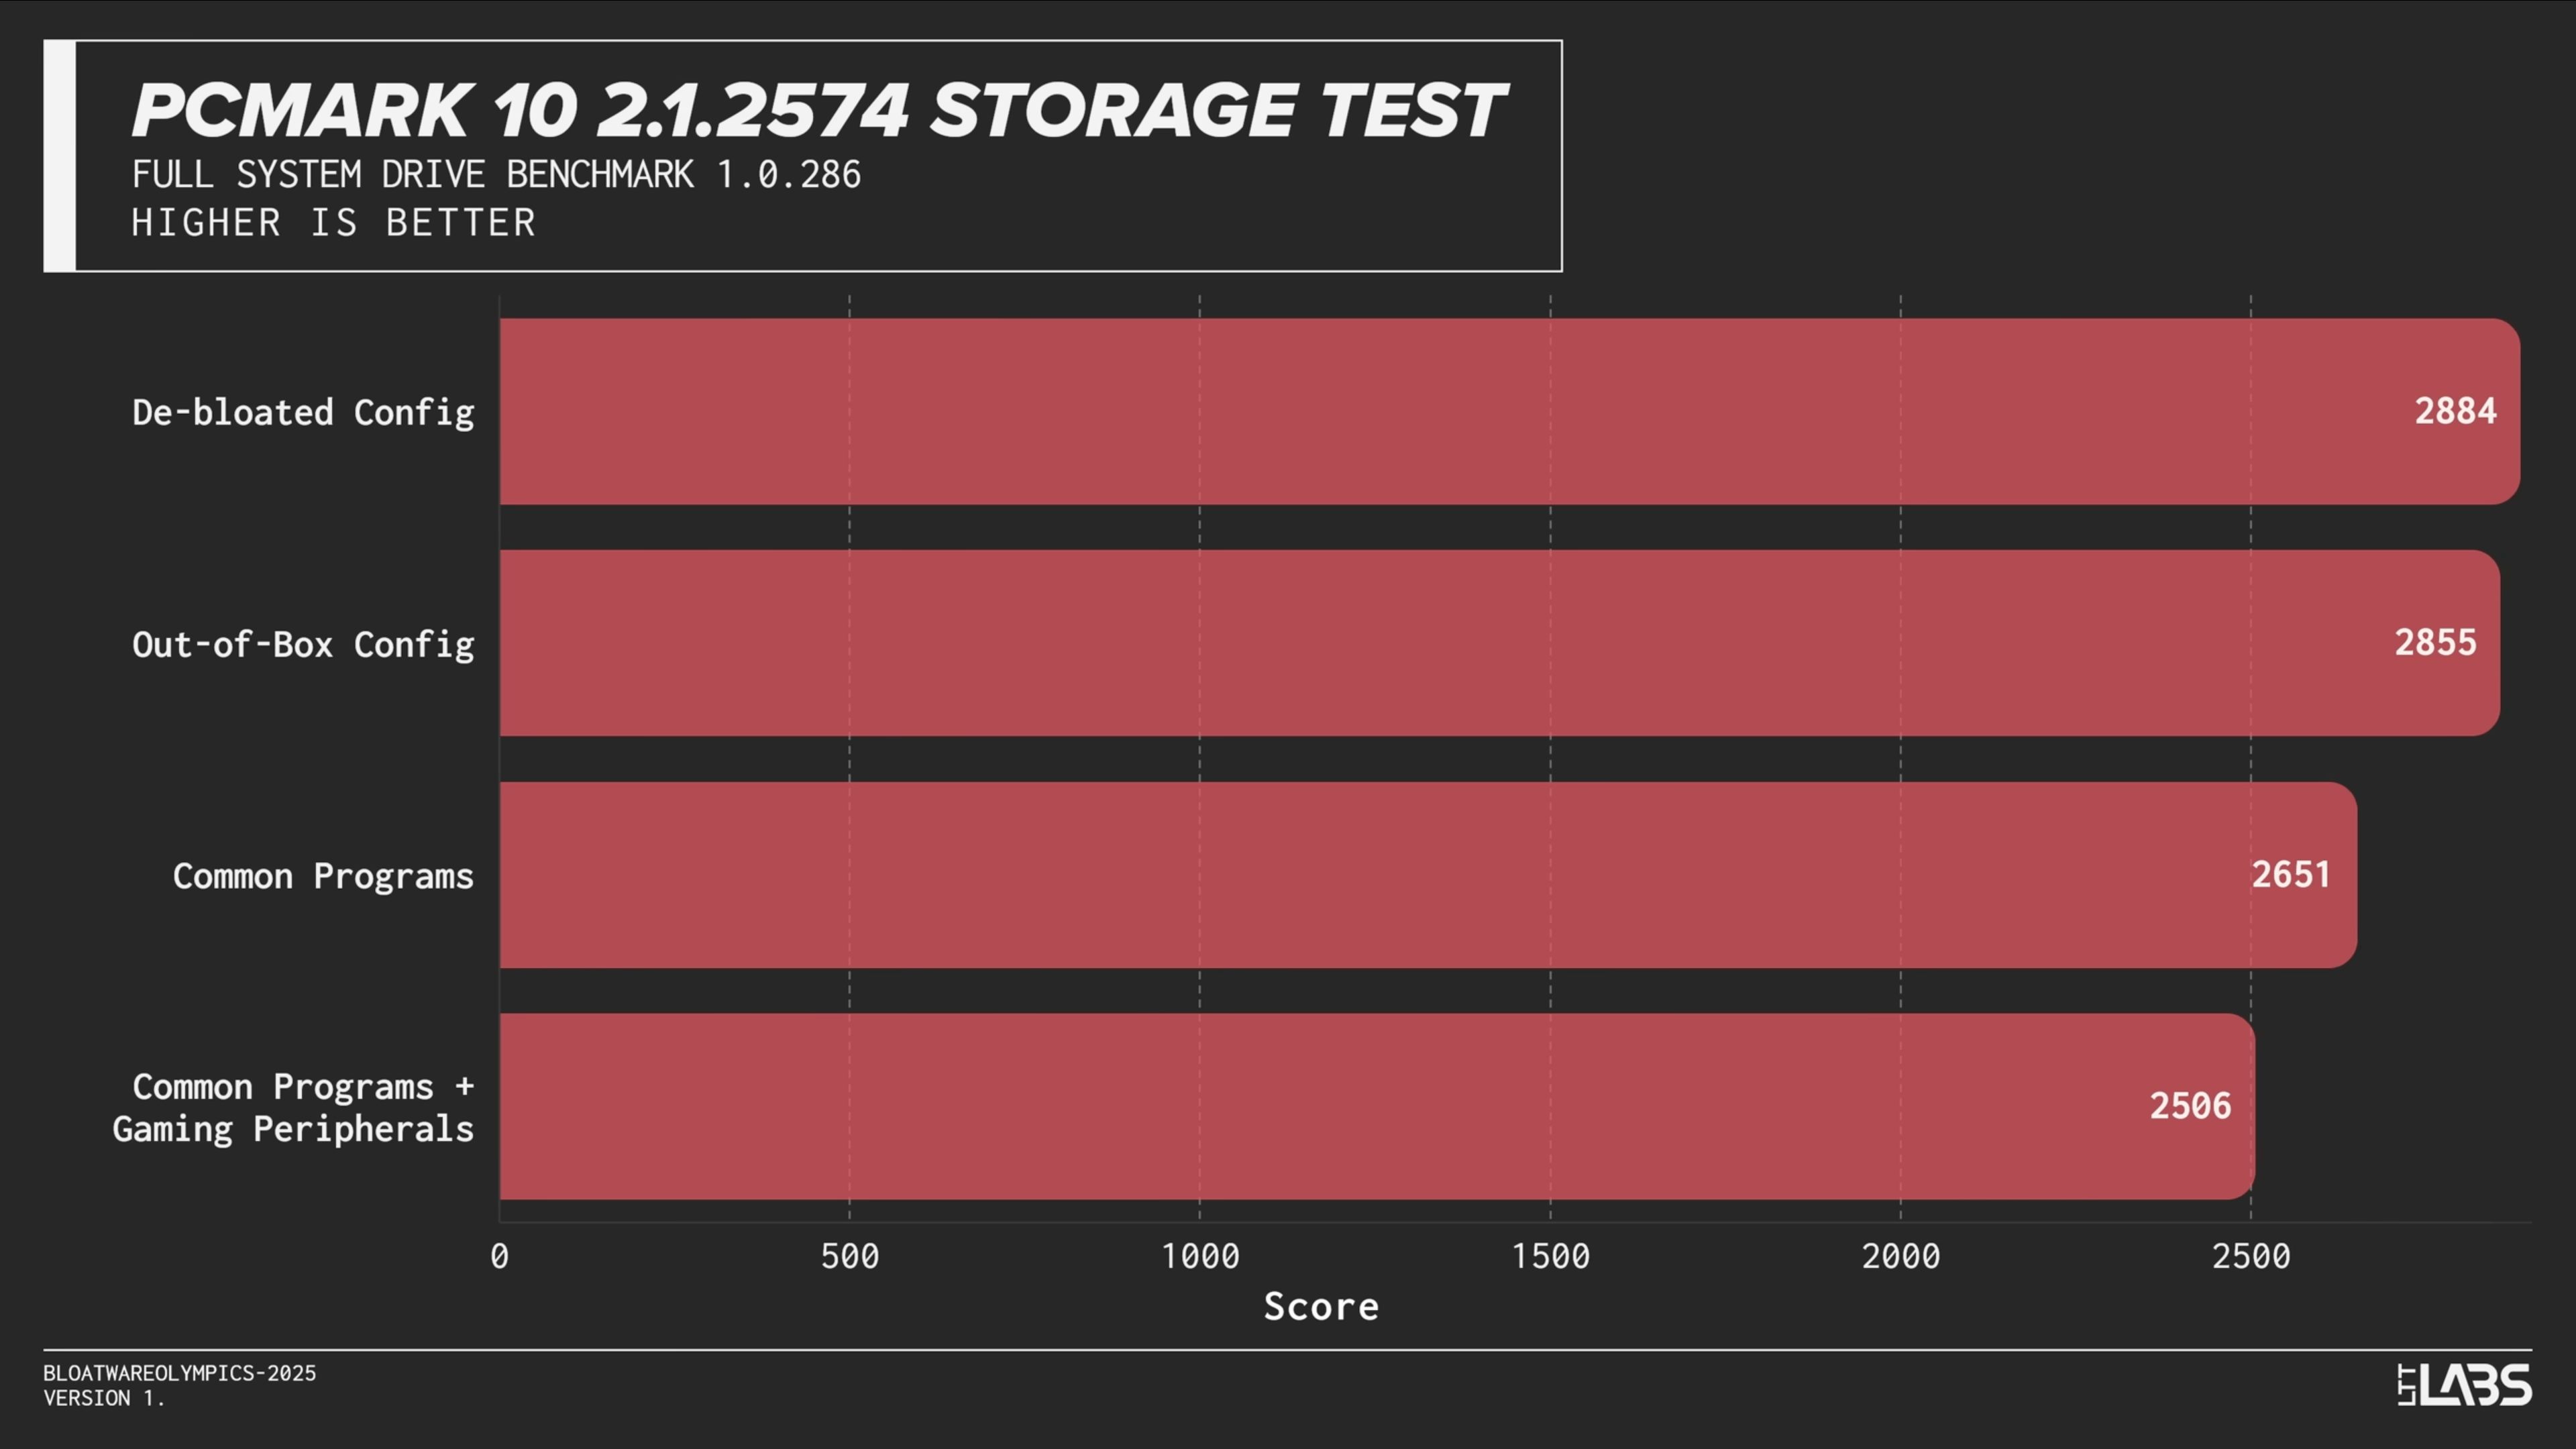 PCMARK 10 2.1.2574 STORAGE TEST
FULL SYSTEM DRIVE BENCHMARK 1.0.286
HIGHER IS BETTER
De-bloated Config
2884
Out-of-Box Config
2855
Common Programs
2651
Common Programs +
Gaming Peripherals
2506
0 500 1000 1500 2000 2500
Score
BLOATWAREOLYMPICS-2025
VERSION 1.
LTT LABS